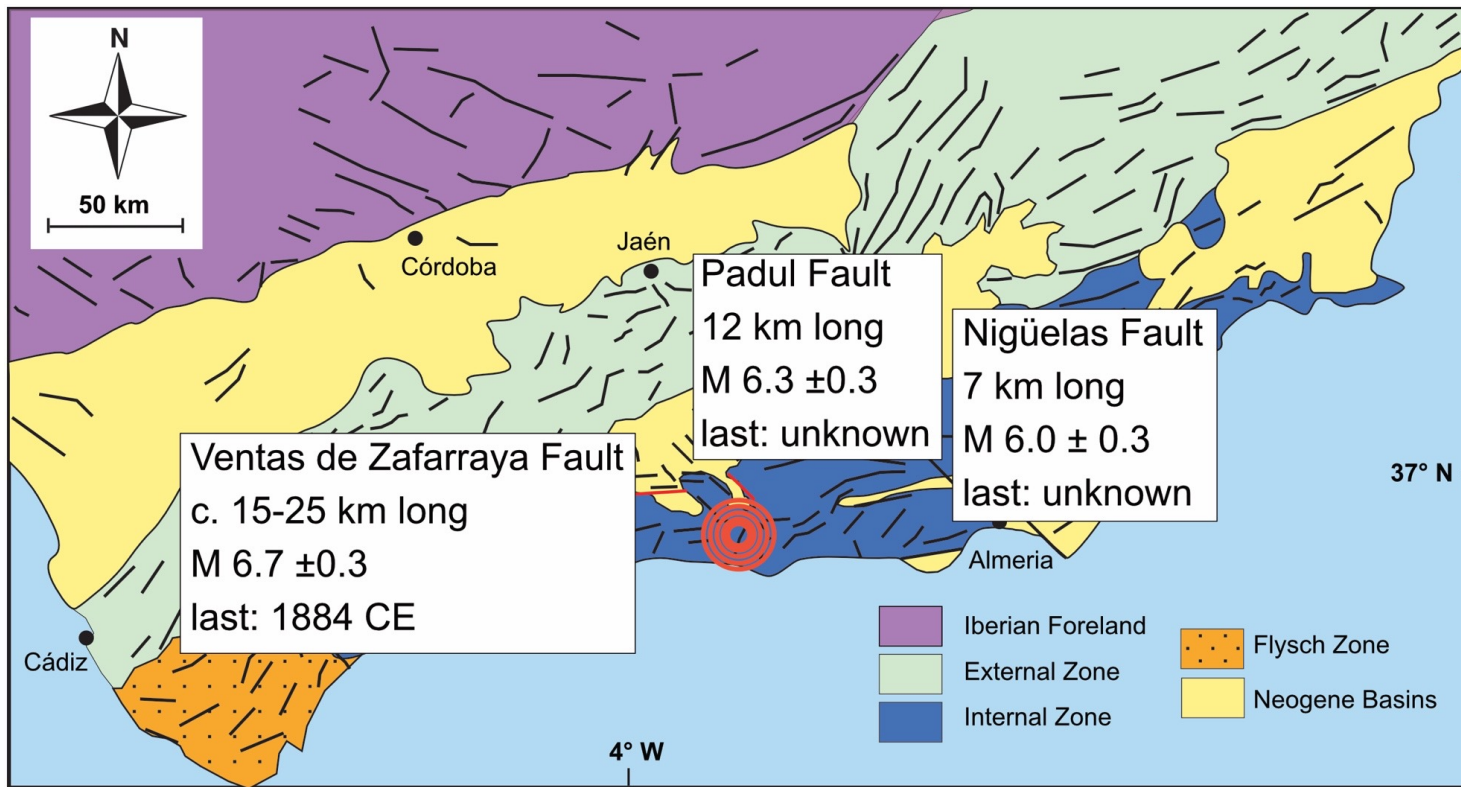 N
50 km
Córdoba
Jaén
Padul Fault
12 km long
M 6.3 ±0.3
last: unknown
Nigüelas Fault
7 km long
M 6.0 ± 0.3
last: unknown
Ventas de Zafarraya Fault
c. 15-25 km long
M 6.7 ±0.3
last: 1884 CE
37° N
Almeria
Cádiz
4° W
Iberian Foreland
External Zone
Internal Zone
Flysch Zone
Neogene Basins